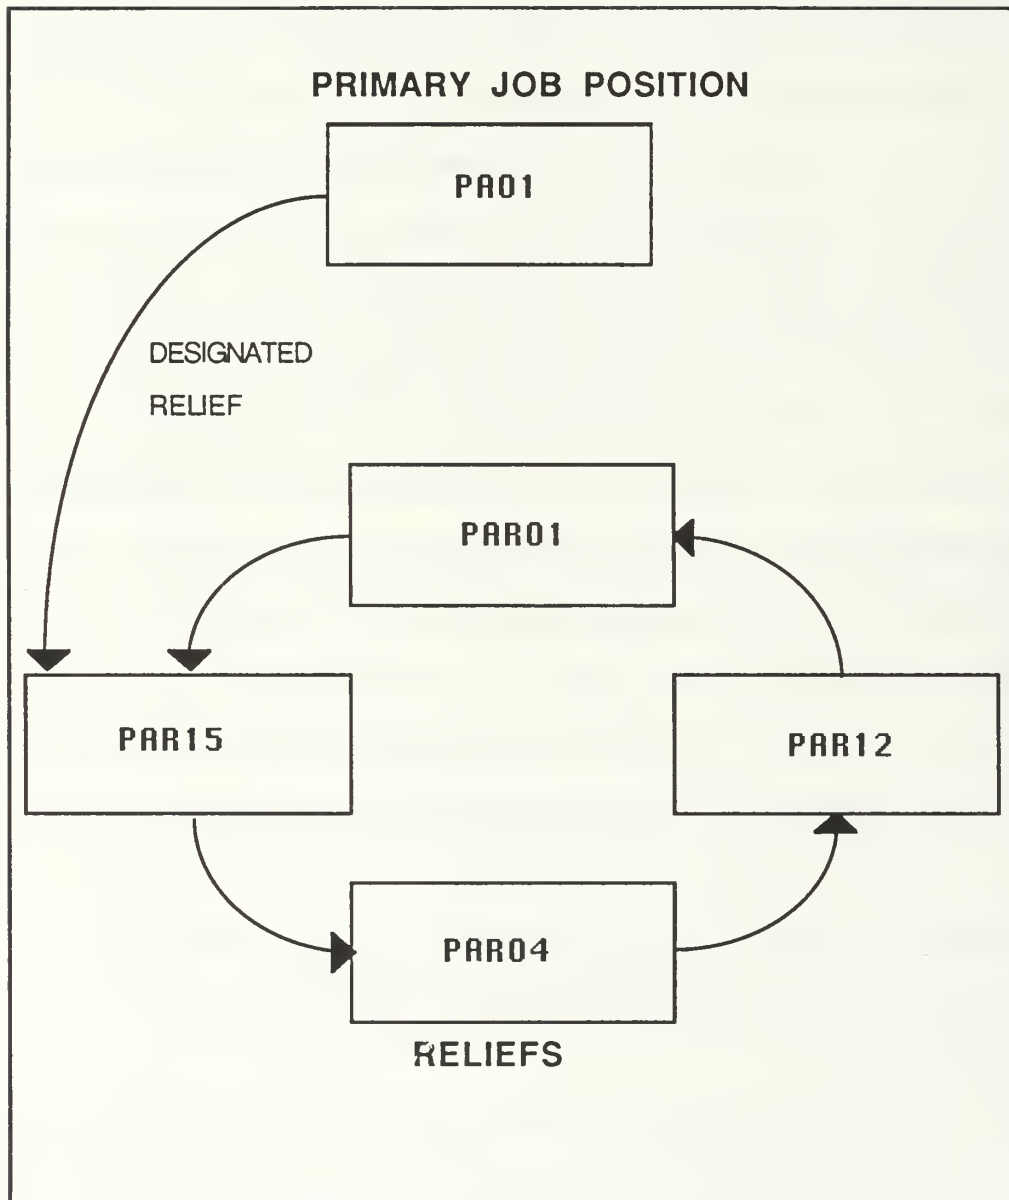 PRIMARY JOB POSITION
PA01
DESIGNATED
RELIEF
PAR01
PAR15
PAR12
PAR04
RELIEFS